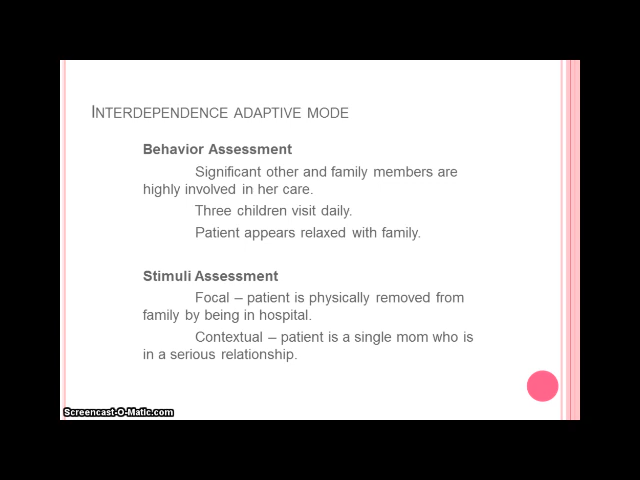 INTERDEPENDENCE ADAPTIVE MODE
Behavior Assessment
Significant other and family members are
highly involved in her care.
Three children visit daily.
Patient appears relaxed with family.
Stimuli Assessment
Focal – patient is physically removed from
family by being in hospital.
Contextual – patient is a single mom who is
in a serious relationship.
Screencast-O-Matic.com